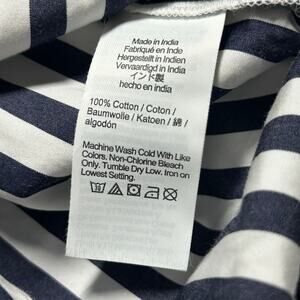 Made in India
Fabriqué en Inde
Hergestellt in Indien
Vervaardigd in India
インド製
hecho en india
100% Cotton / Coton /
Baumwolle / Katoen / 綿 /
algodón
Machine Wash Cold With Like
Colors. Non-Chlorine Bleach
Only. Tumble Dry Low. Iron on
Lowest Setting.